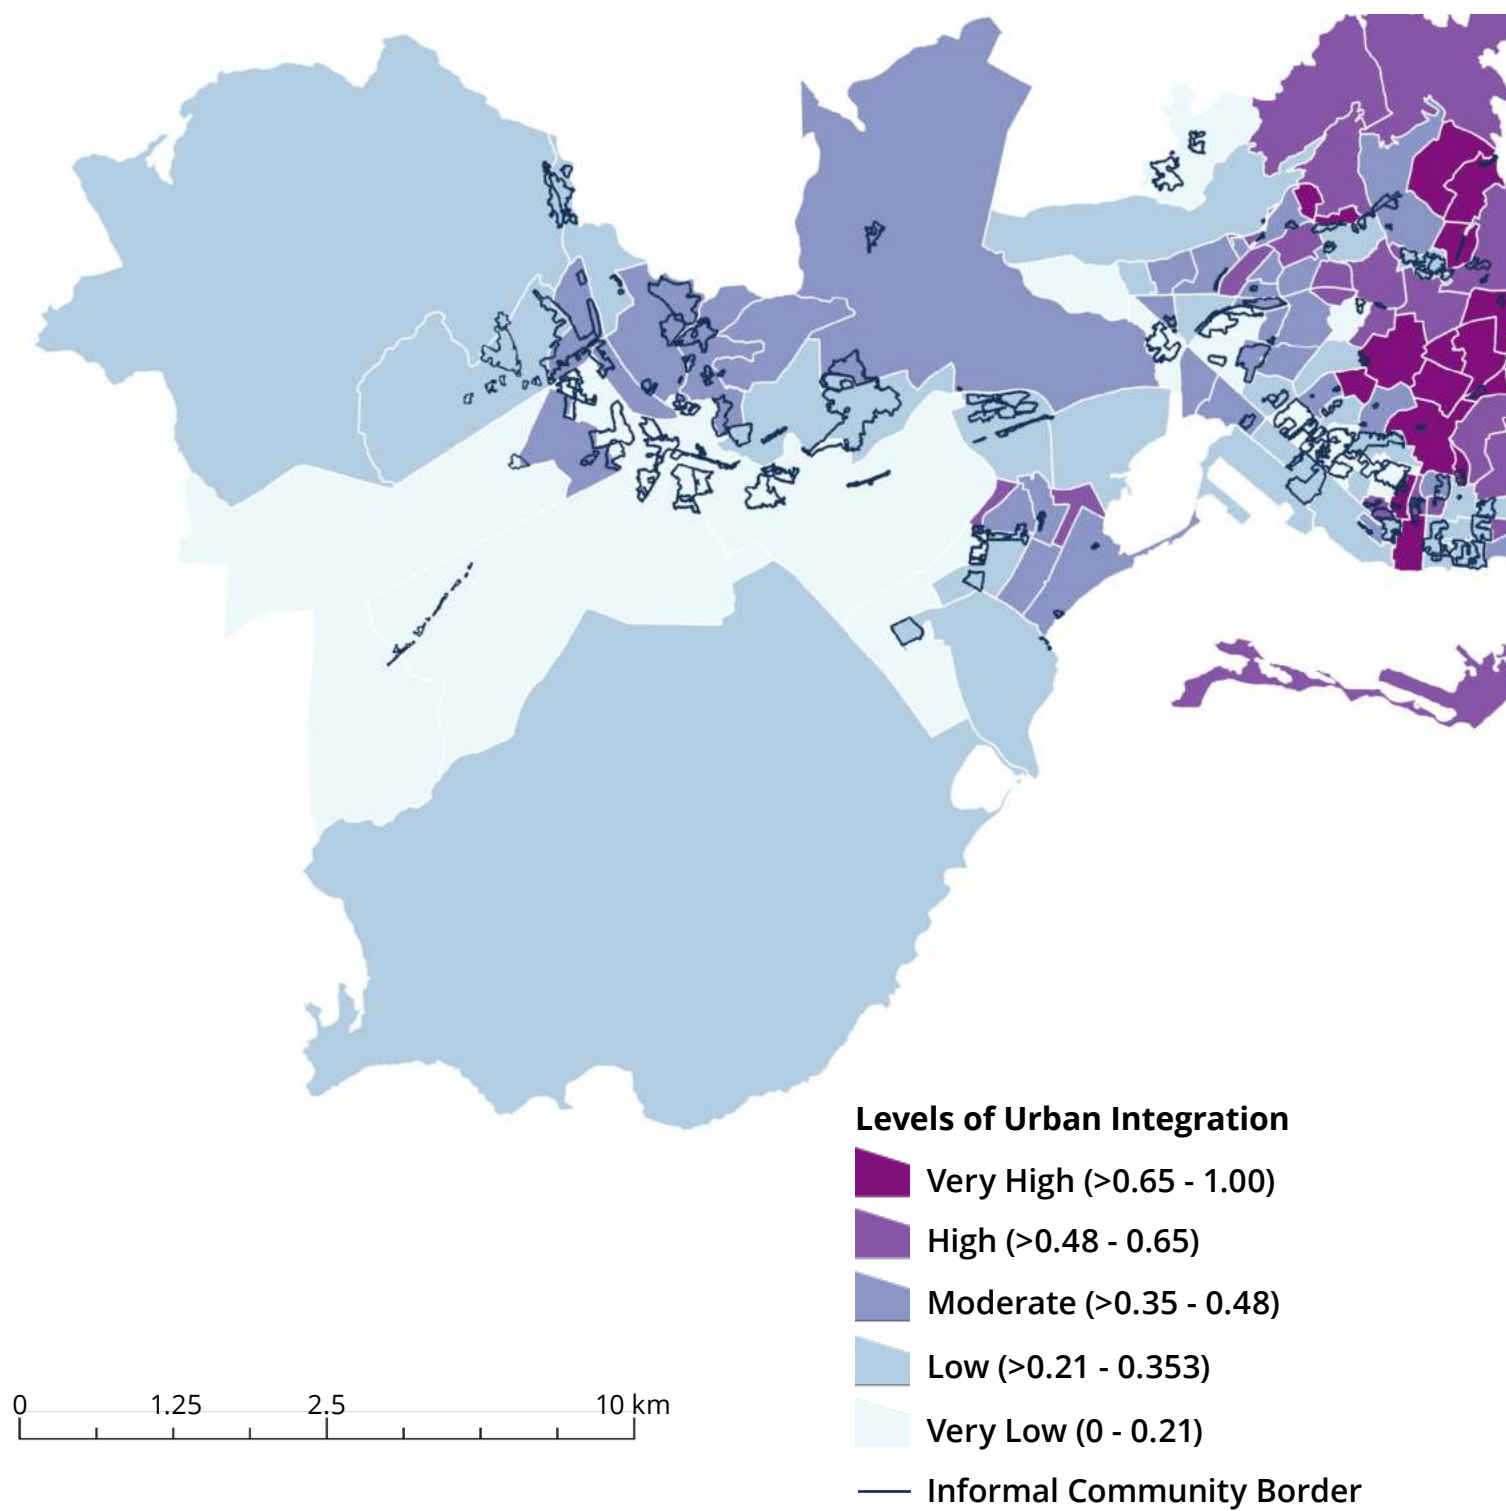 Levels of Urban Integration
Very High (>0.65 - 1.00)
High (>0.48 - 0.65)
Moderate (>0.35 - 0.48)
Low (>0.21 - 0.353)
Very Low (0 - 0.21)
Informal Community Border
0 1.25 2.5 10 km